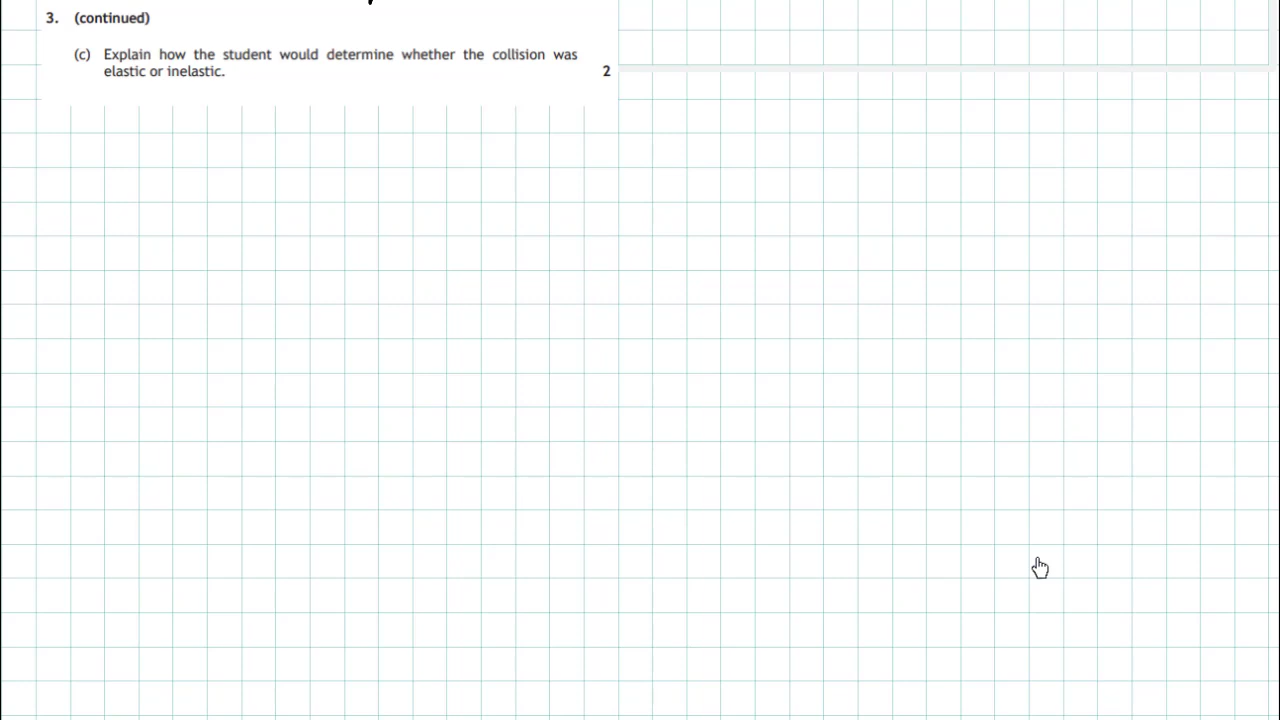 3. (continued)
(c) Explain how the student would determine whether the collision was
elastic or inelastic. 2